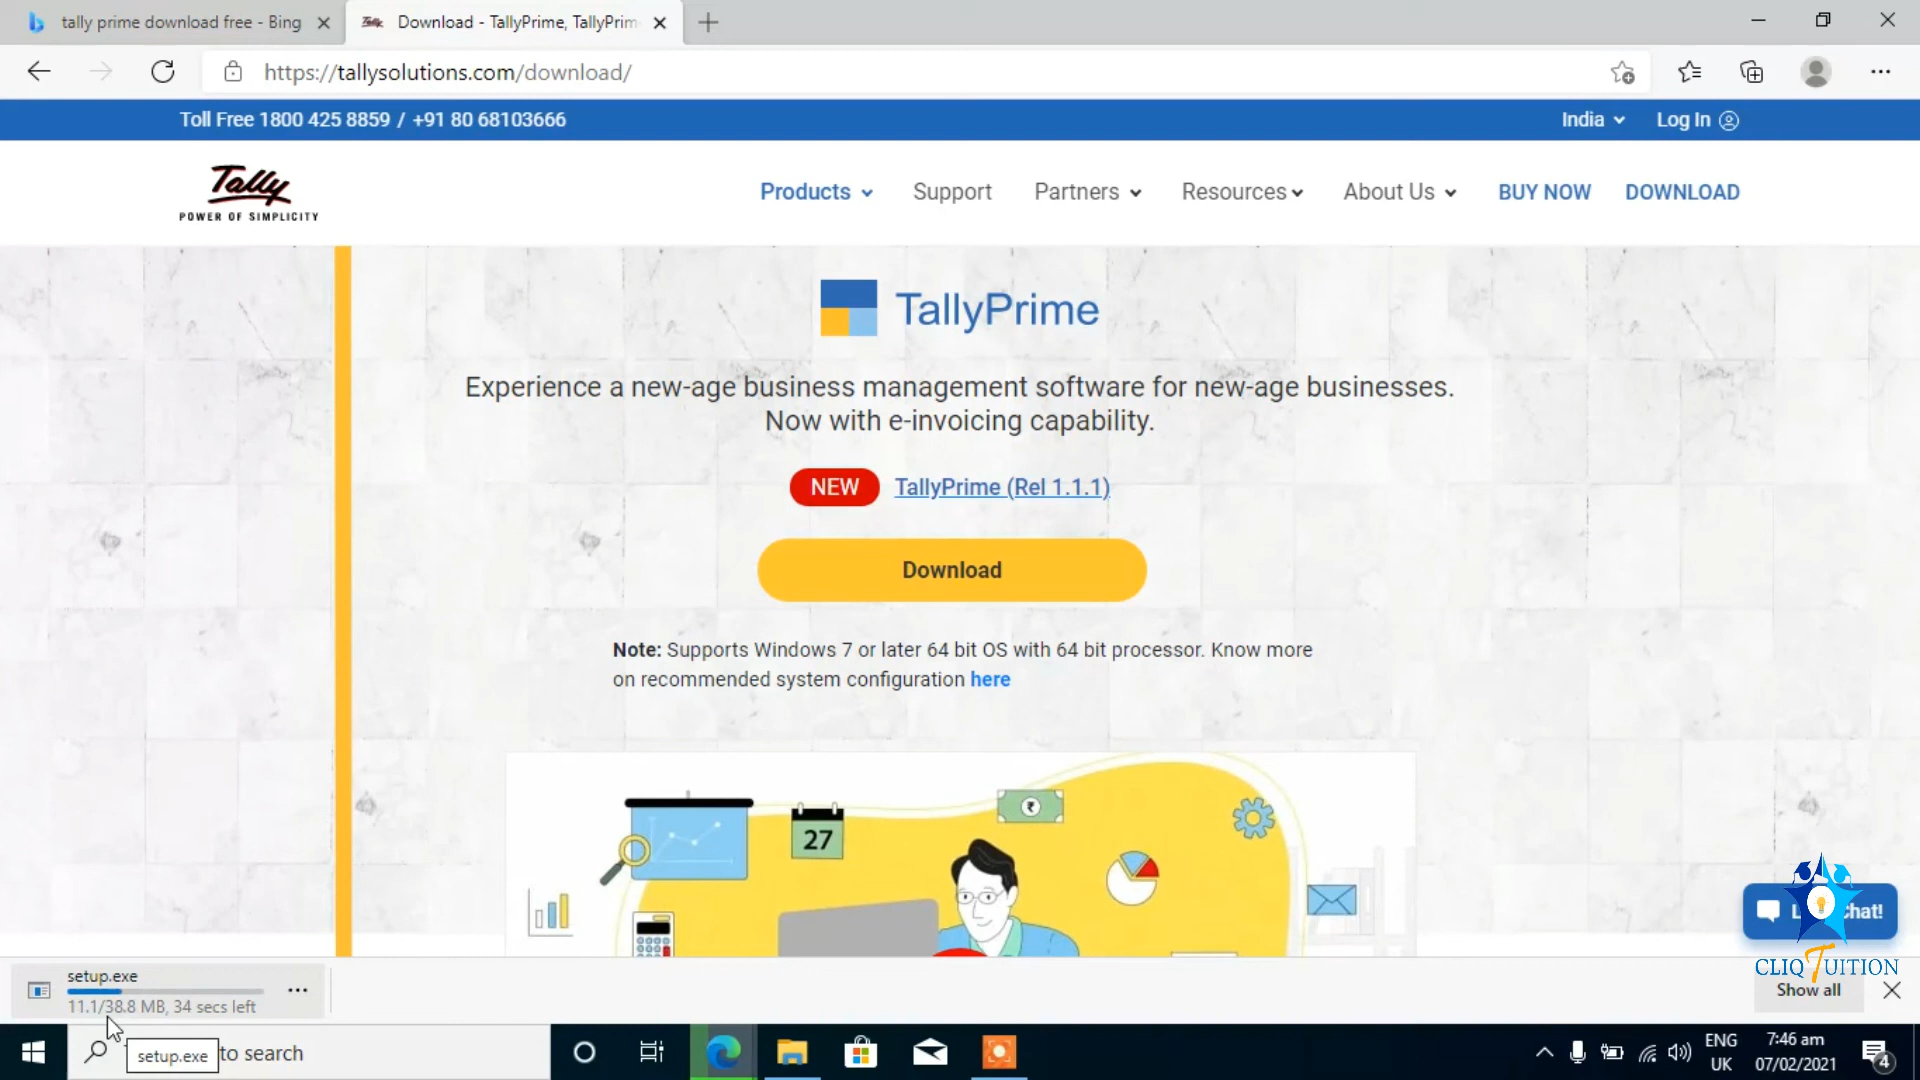 tally prime download free - Bing
Download - TallyPrime, TallyPrim
https://tallysolutions.com/download/
Toll Free 1800 425 8859 / +91 80 68103666
India
Log In
Tally
POWER OF SIMPLICITY
Products
Support
Partners
Resources
About Us
BUY NOW
DOWNLOAD
TallyPrime
Experience a new-age business management software for new-age businesses.
Now with e-invoicing capability.
NEW TallyPrime (Rel 1.1.1)
Download
Note: Supports Windows 7 or later 64 bit OS with 64 bit processor. Know more
on recommended system configuration here
27
₹
CLIQTUITION
setup.exe
11.1/38.8 MB, 34 secs left
Show all
setup.exe
to search
ENG
UK
7:46 am
07/02/2021
4